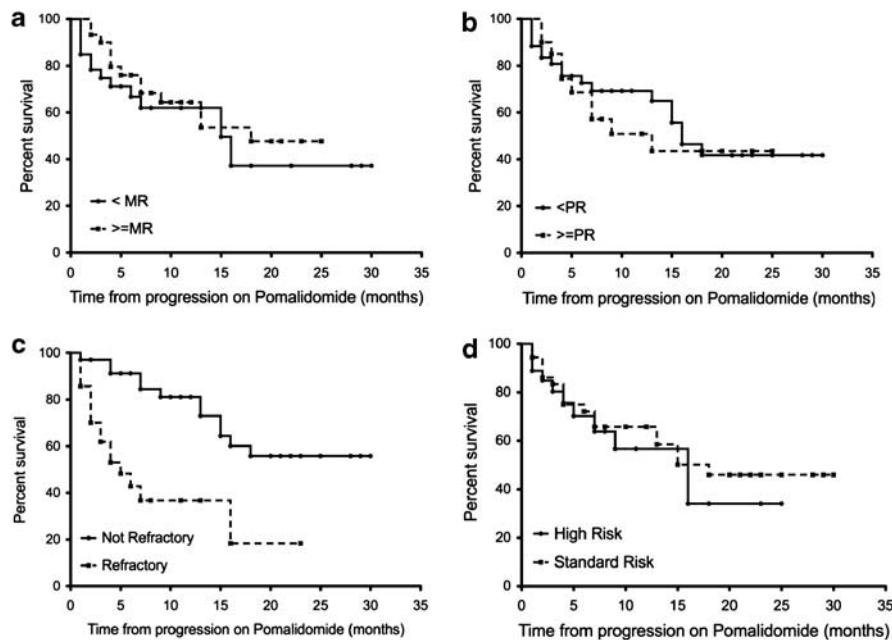 a
100
80
60
40
20
0
Percent survival
< MR
>=MR
0 5 10 15 20 25 30 35
Time from progression on Pomalidomide (months)
b
100
80
60
40
20
0
Percent survival
<PR
>=PR
0 5 10 15 20 25 30 35
Time from progression on Pomalidomide (months)
c
100
80
60
40
20
0
Percent survival
Not Refractory
Refractory
0 5 10 15 20 25 30 35
Time from progression on Pomalidomide (months)
d
100
80
60
40
20
0
Percent survival
High Risk
Standard Risk
0 5 10 15 20 25 30 35
Time from progression on Pomalidomide (months)